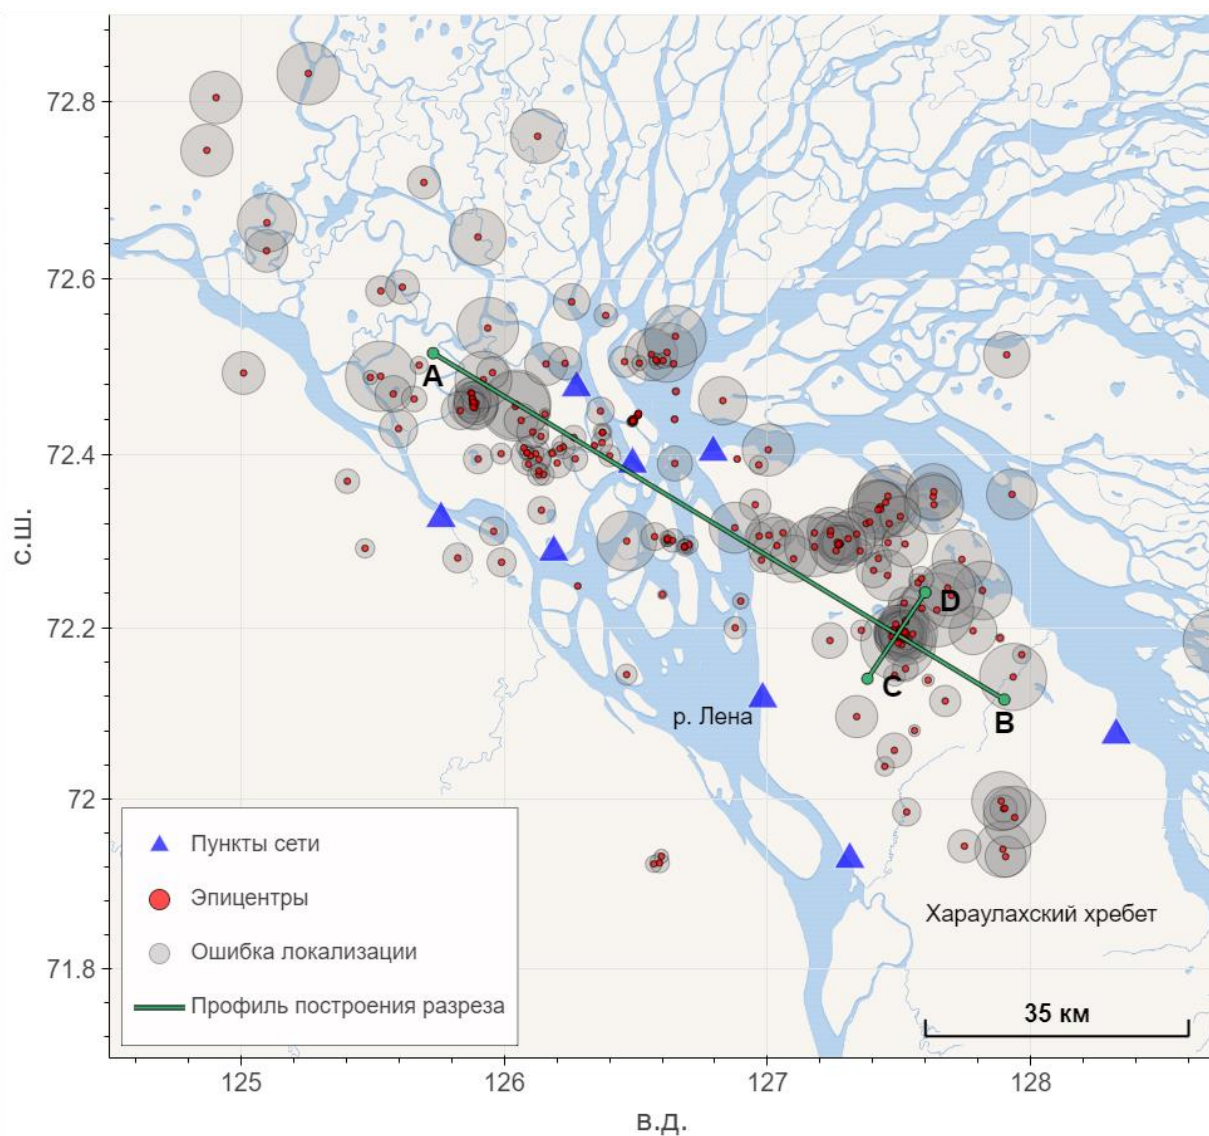 72.8
72.6
72.4
72.2
72
71.8
с.ш.
A
D
C
B
р. Лена
Хараулахский хребет
35 км
Пункты сети
Эпицентры
Ошибка локализации
Профиль построения разреза
125
126
127
128
в.д.